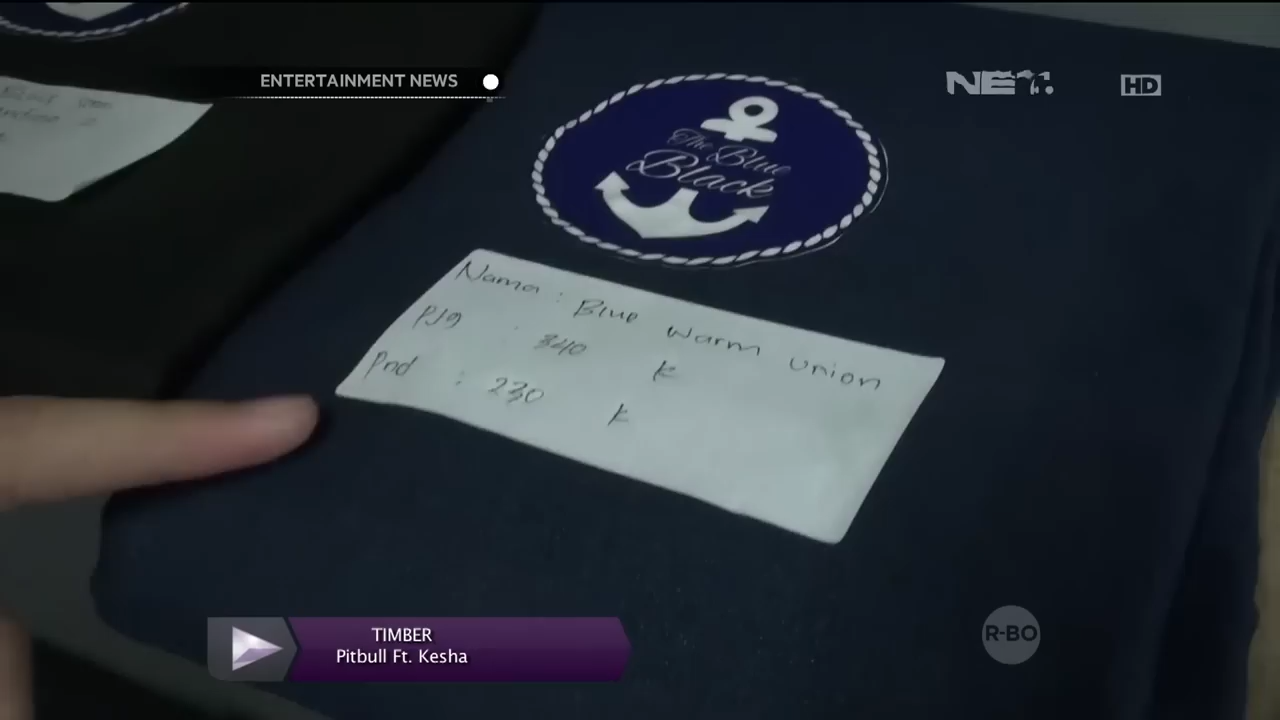 ENTERTAINMENT NEWS
NET.
HD
The Blue
Black
Nama : Blue warm union
PJg : 340 k
Pnd : 230 k
TIMBER
Pitbull Ft. Kesha
R-BO